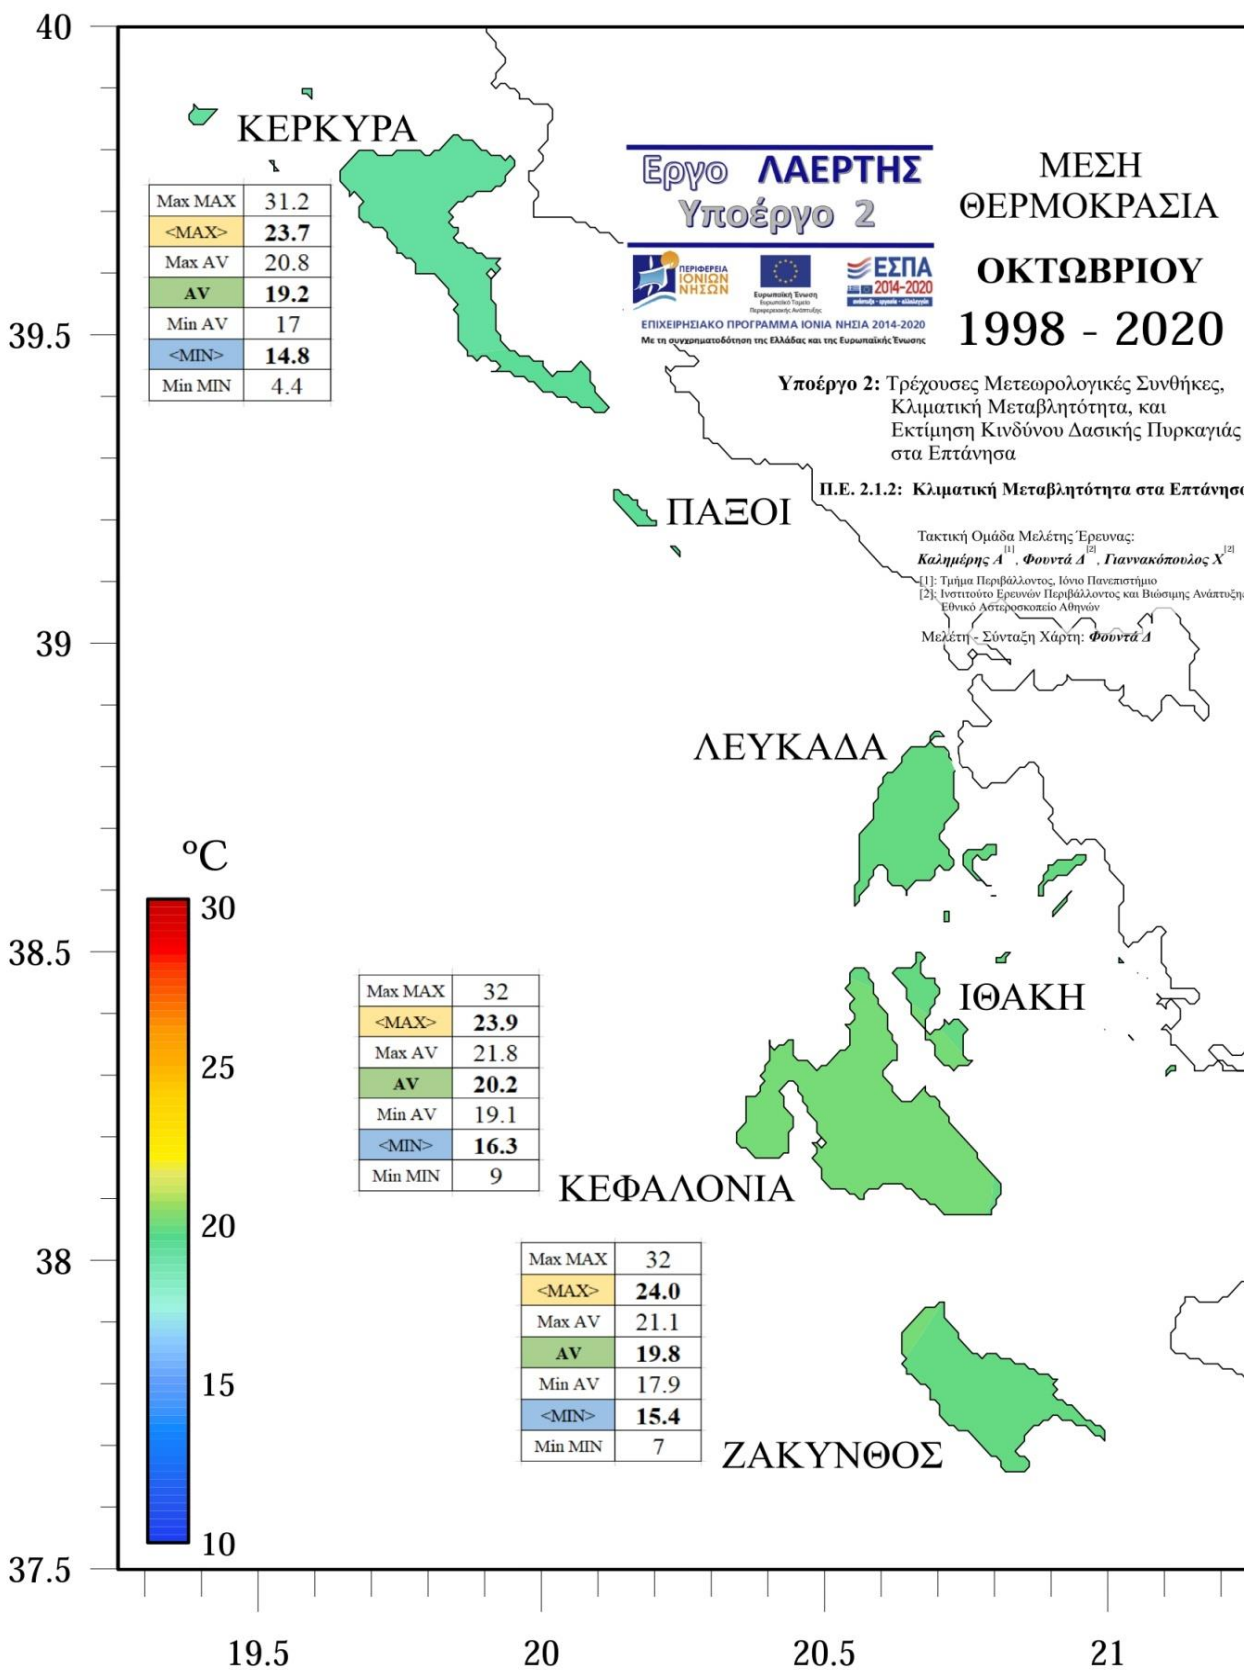 40
ΚΕΡΚΥΡΑ
Max MAX 31.2
<MAX> 23.7
Max AV 20.8
AV 19.2
Min AV 17
<MIN> 14.8
Min MIN 4.4
Εργο ΛΑΕΡΤΗΣ
Υποέργο 2
ΠΕΡΙΦΕΡΕΙΑ
ΙΟΝΙΩΝ
ΝΗΣΩΝ
Ευρωπαϊκή Ένωση
Ευρωπαϊκό Ταμείο
Περιφερειακής Ανάπτυξης
ΕΣΠΑ
2014-2020
ανάπτυξη - εργασία - αλληλεγγύη
ΕΠΙΧΕΙΡΗΣΙΑΚΟ ΠΡΟΓΡΑΜΜΑ ΙΟΝΙΑ ΝΗΣΙΑ 2014-2020
Με τη συγχρηματοδότηση της Ελλάδας και της Ευρωπαϊκής Ένωσης
ΜΕΣΗ
ΘΕΡΜΟΚΡΑΣΙΑ
ΟΚΤΩΒΡΙΟΥ
1998 - 2020
39.5
Υποέργο 2: Τρέχουσες Μετεωρολογικές Συνθήκες,
Κλιματική Μεταβλητότητα, και
Εκτίμηση Κινδύνου Δασικής Πυρκαγιάς
στα Επτάνησα
Π.Ε. 2.1.2: Κλιματική Μεταβλητότητα στα Επτάνησα
ΠΑΞΟΙ
Τακτική Ομάδα Μελέτης Έρευνας:
Καλημέρης Α [1], Φουντά Δ [2], Γιαννακόπουλος Χ [2]
[1]: Τμήμα Περιβάλλοντος, Ιόνιο Πανεπιστήμιο
[2]: Ινστιτούτο Ερευνών Περιβάλλοντος και Βιώσιμης Ανάπτυξης
Εθνικό Αστεροσκοπείο Αθηνών
Μελέτη - Σύνταξη Χάρτη: Φουντά Δ
39
ΛΕΥΚΑΔΑ
ºC
30
25
20
15
10
38.5
ΙΘΑΚΗ
Max MAX 32
<MAX> 23.9
Max AV 21.8
AV 20.2
Min AV 19.1
<MIN> 16.3
Min MIN 9
ΚΕΦΑΛΟΝΙΑ
38
Max MAX 32
<MAX> 24.0
Max AV 21.1
AV 19.8
Min AV 17.9
<MIN> 15.4
Min MIN 7
ΖΑΚΥΝΘΟΣ
37.5
19.5 20 20.5 21